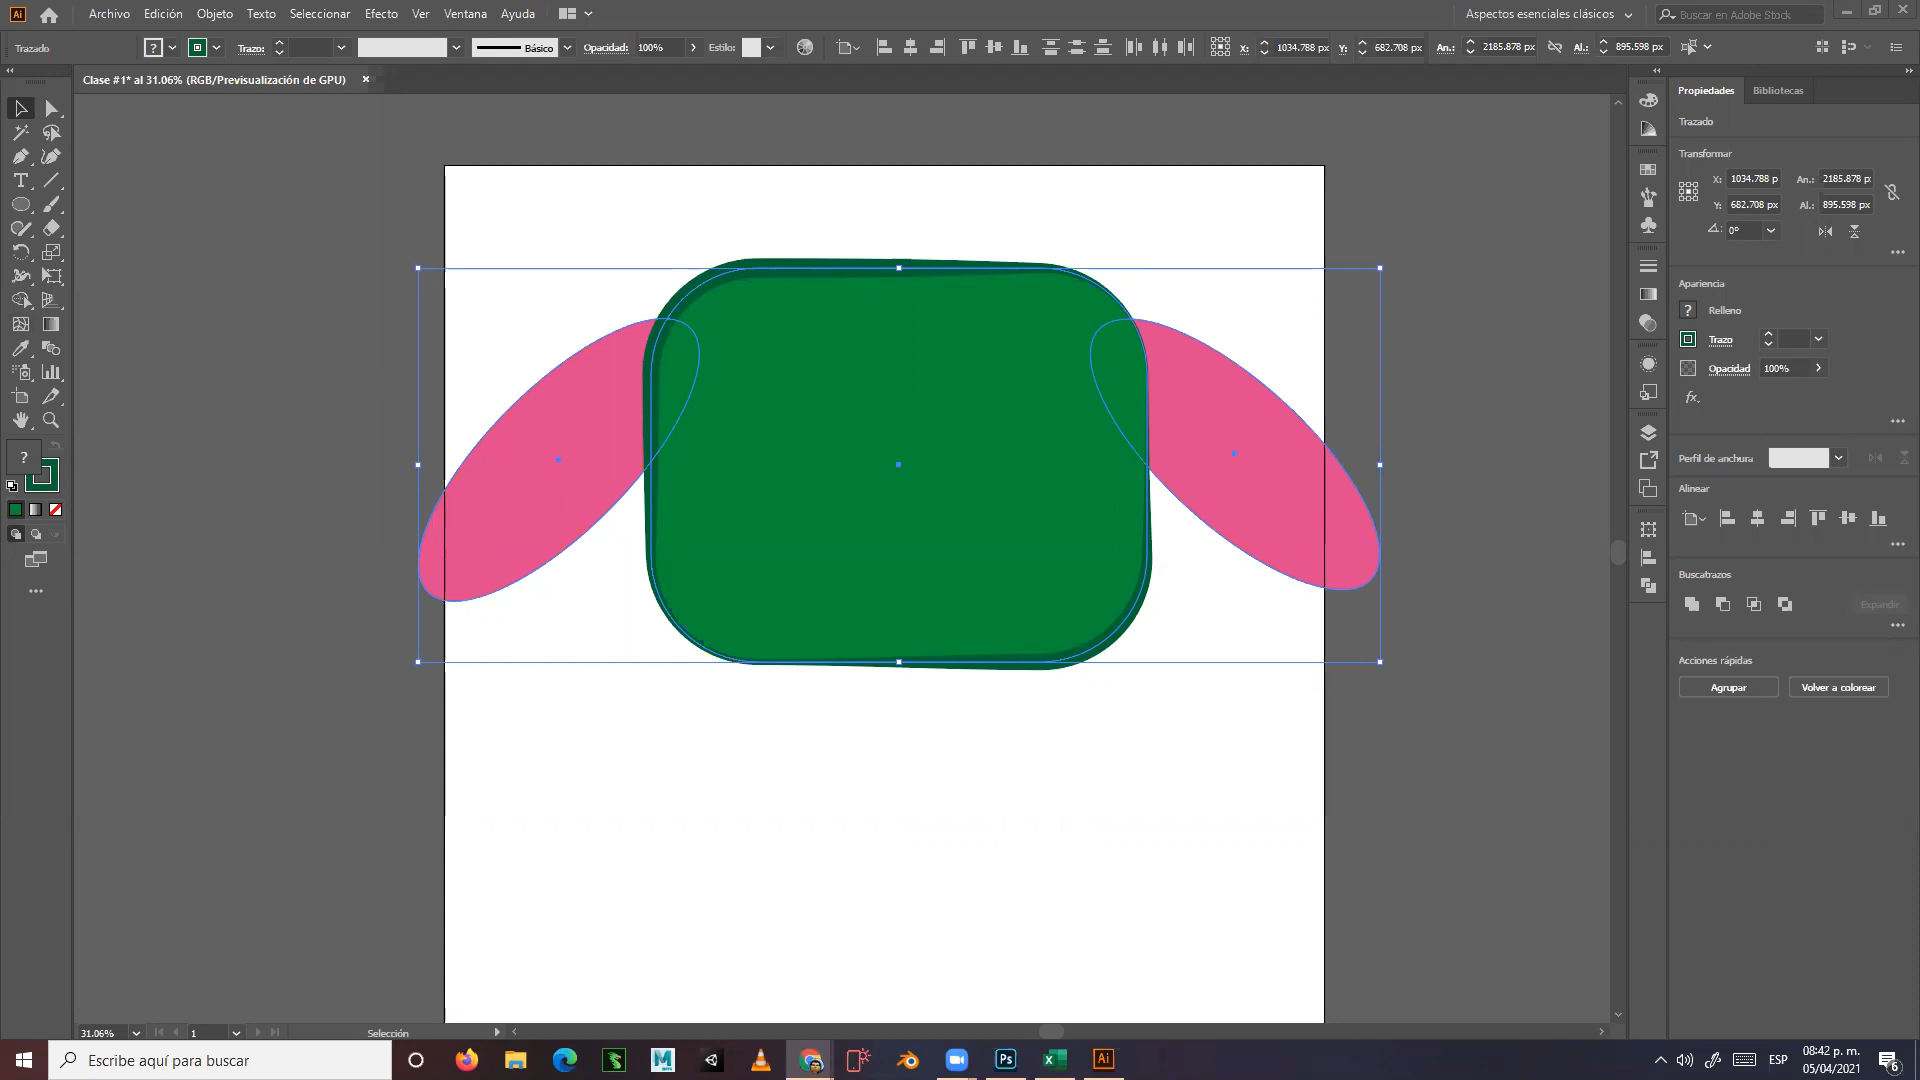 Ai Archivo Edición Objeto Texto Seleccionar Efecto Ver Ventana Ayuda Aspectos esenciales clásicos Buscar en Adobe Stock
Trazado ? Trazo: Básico Opacidad: 100% Estilo: X: 1034.788 px Y: 682.708 px An.: 2185.878 px Al.: 895.598 px
Clase #1* al 31.06% (RGB/Previsualización de GPU) ×
Propiedades Bibliotecas
Trazado
Transformar
X: 1034.788 p An.: 2185.878 p
Y: 682.708 px Al.: 895.598 px
0°
Apariencia
? Relleno
Trazo
Opacidad 100%
fx.
Perfil de anchura
Alinear
Buscatrazos
Expandir
Acciones rápidas
Agrupar Volver a colorear
T
?
31.06% 1 Selección
Escribe aquí para buscar
M
Ps
Ai
ESP
08:42 p. m.
05/04/2021
6